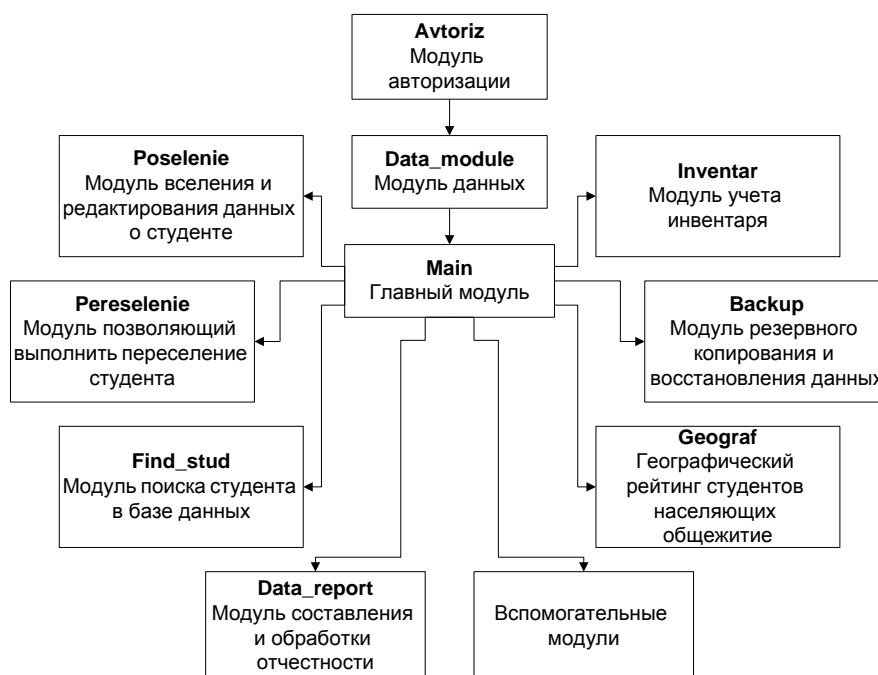 Avtoriz
Модуль
авторизации
Poselenie
Модуль вселения и
редактирования данных
о студенте
Data_module
Модуль данных
Inventar
Модуль учета
инвентаря
Main
Главный модуль
Pereselenie
Модуль позволяющий
выполнить переселение
студента
Backup
Модуль резервного
копирования и
восстановления данных
Find_stud
Модуль поиска студента
в базе данных
Geograf
Географический
рейтинг студентов
населяющих
общежитие
Data_report
Модуль составления
и обработки
отчестности
Вспомогательные
модули